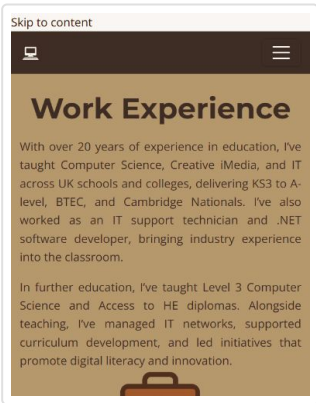 Skip to content
Work Experience
With over 20 years of experience in education, I've
taught Computer Science, Creative iMedia, and IT
across UK schools and colleges, delivering KS3 to A-
level, BTEC, and Cambridge Nationals. I've also
worked as an IT support technician and .NET
software developer, bringing industry experience
into the classroom.
In further education, I've taught Level 3 Computer
Science and Access to HE diplomas. Alongside
teaching, I've managed IT networks, supported
curriculum development, and led initiatives that
promote digital literacy and innovation.